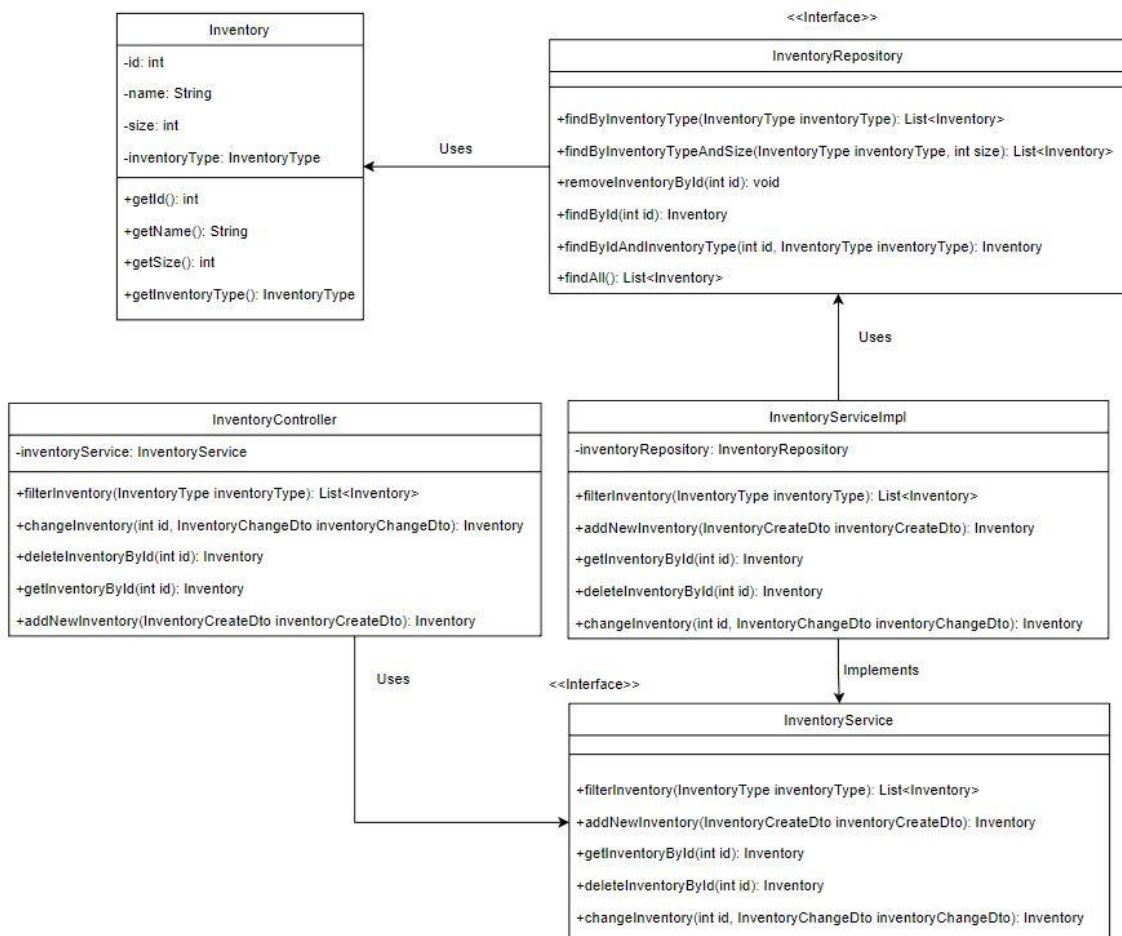 Inventory
-id: int
-name: String
-size: int
-inventoryType: InventoryType
+getId(): int
+getName(): String
+getSize(): int
+getInventoryType(): InventoryType
Uses
<<Interface>>
InventoryRepository
+findByInventoryType(InventoryType inventoryType): List<Inventory>
+findByInventoryTypeAndSize(InventoryType inventoryType, int size): List<Inventory>
+removeInventoryById(int id): void
+findById(int id): Inventory
+findByIdAndInventoryType(int id, InventoryType inventoryType): Inventory
+findAll(): List<Inventory>
Uses
InventoryController
-inventoryService: InventoryService
+filterInventory(InventoryType inventoryType): List<Inventory>
+changeInventory(int id, InventoryChangeDto inventoryChangeDto): Inventory
+deleteInventoryById(int id): Inventory
+getInventoryById(int id): Inventory
+addNewInventory(InventoryCreateDto inventoryCreateDto): Inventory
InventoryServiceImpl
-inventoryRepository: InventoryRepository
+filterInventory(InventoryType inventoryType): List<Inventory>
+addNewInventory(InventoryCreateDto inventoryCreateDto): Inventory
+getInventoryById(int id): Inventory
+deleteInventoryById(int id): Inventory
+changeInventory(int id, InventoryChangeDto inventoryChangeDto): Inventory
Uses
Implements
<<Interface>>
InventoryService
+filterInventory(InventoryType inventoryType): List<Inventory>
+addNewInventory(InventoryCreateDto inventoryCreateDto): Inventory
+getInventoryById(int id): Inventory
+deleteInventoryById(int id): Inventory
+changeInventory(int id, InventoryChangeDto inventoryChangeDto): Inventory